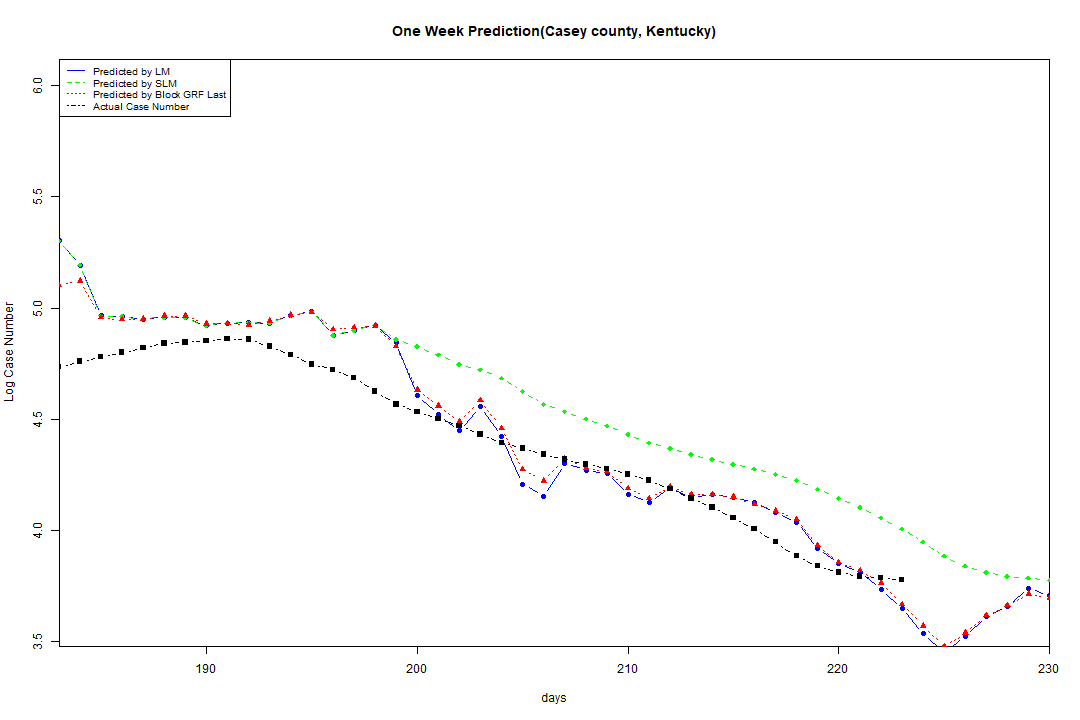 One Week Prediction(Casey county, Kentucky)
Predicted by LM
Predicted by SLM
Predicted by Block GRF Last
Actual Case Number
6.0
5.5
5.0
4.5
4.0
3.5
Log Case Number
190 200 210 220 230
days